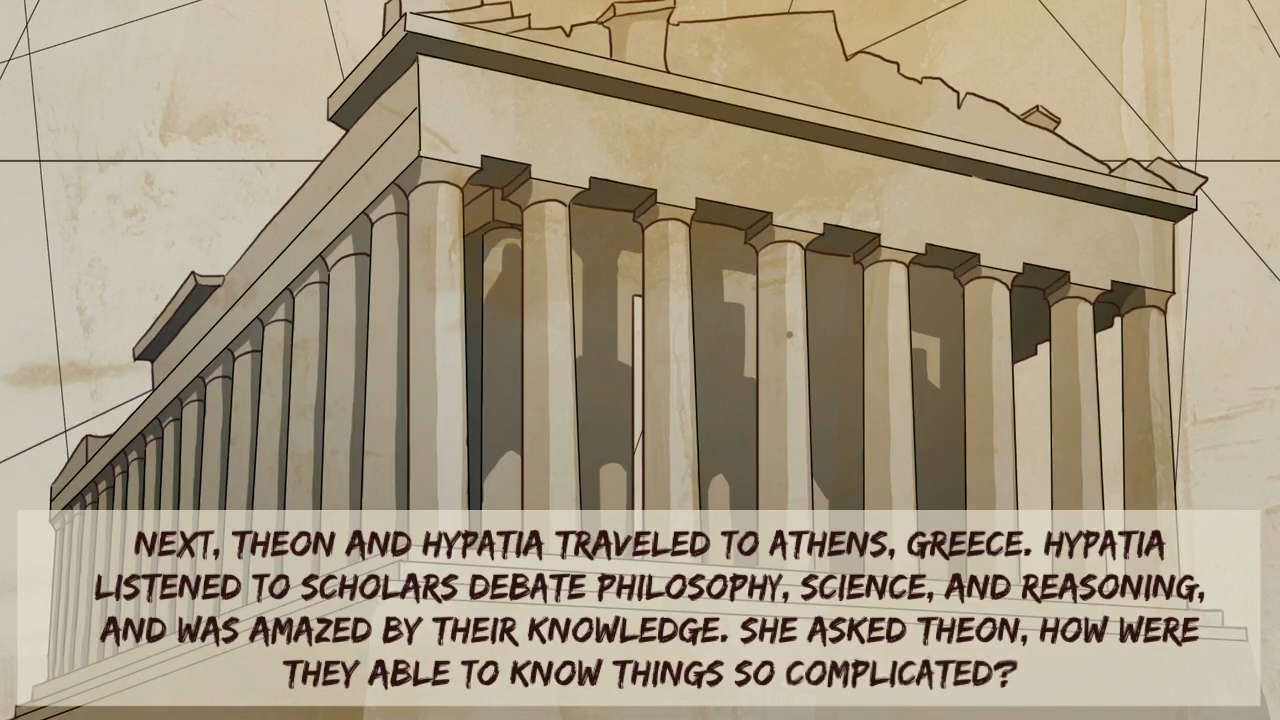 NEXT, THEON AND HYPATIA TRAVELED TO ATHENS, GREECE. HYPATIA
LISTENED TO SCHOLARS DEBATE PHILOSOPHY, SCIENCE, AND REASONING,
AND WAS AMAZED BY THEIR KNOWLEDGE. SHE ASKED THEON, HOW WERE
THEY ABLE TO KNOW THINGS SO COMPLICATED?